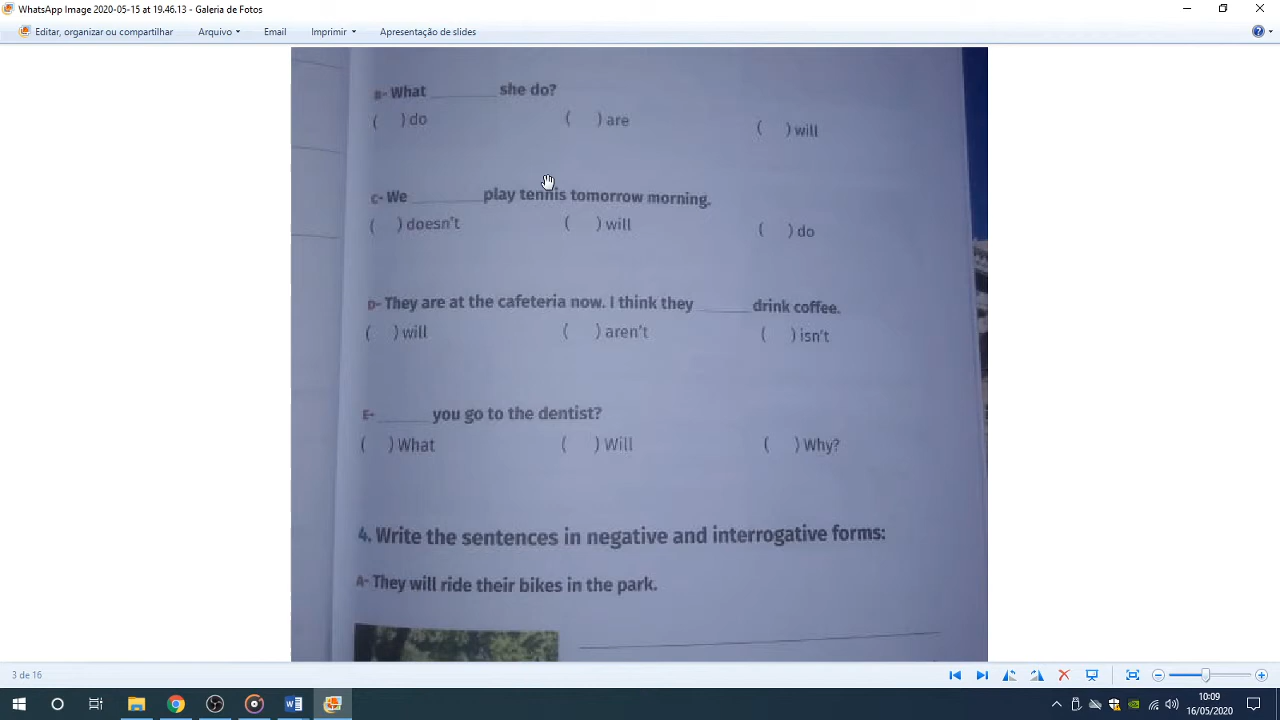 WhatsApp Image 2020-05-15 at 19.46.13 - Galeria de Fotos
Editar, organizar ou compartilhar Arquivo Email Imprimir Apresentação de slides
B- What ______ she do?
( ) do ( ) are ( ) will
C- We ______ play tennis tomorrow morning.
( ) doesn't ( ) will ( ) do
D- They are at the cafeteria now. I think they _____ drink coffee.
( ) will ( ) aren't ( ) isn't
E- _____ you go to the dentist?
( ) What ( ) Will ( ) Why?
4. Write the sentences in negative and interrogative forms:
A- They will ride their bikes in the park.
3 de 16
10:09
16/05/2020